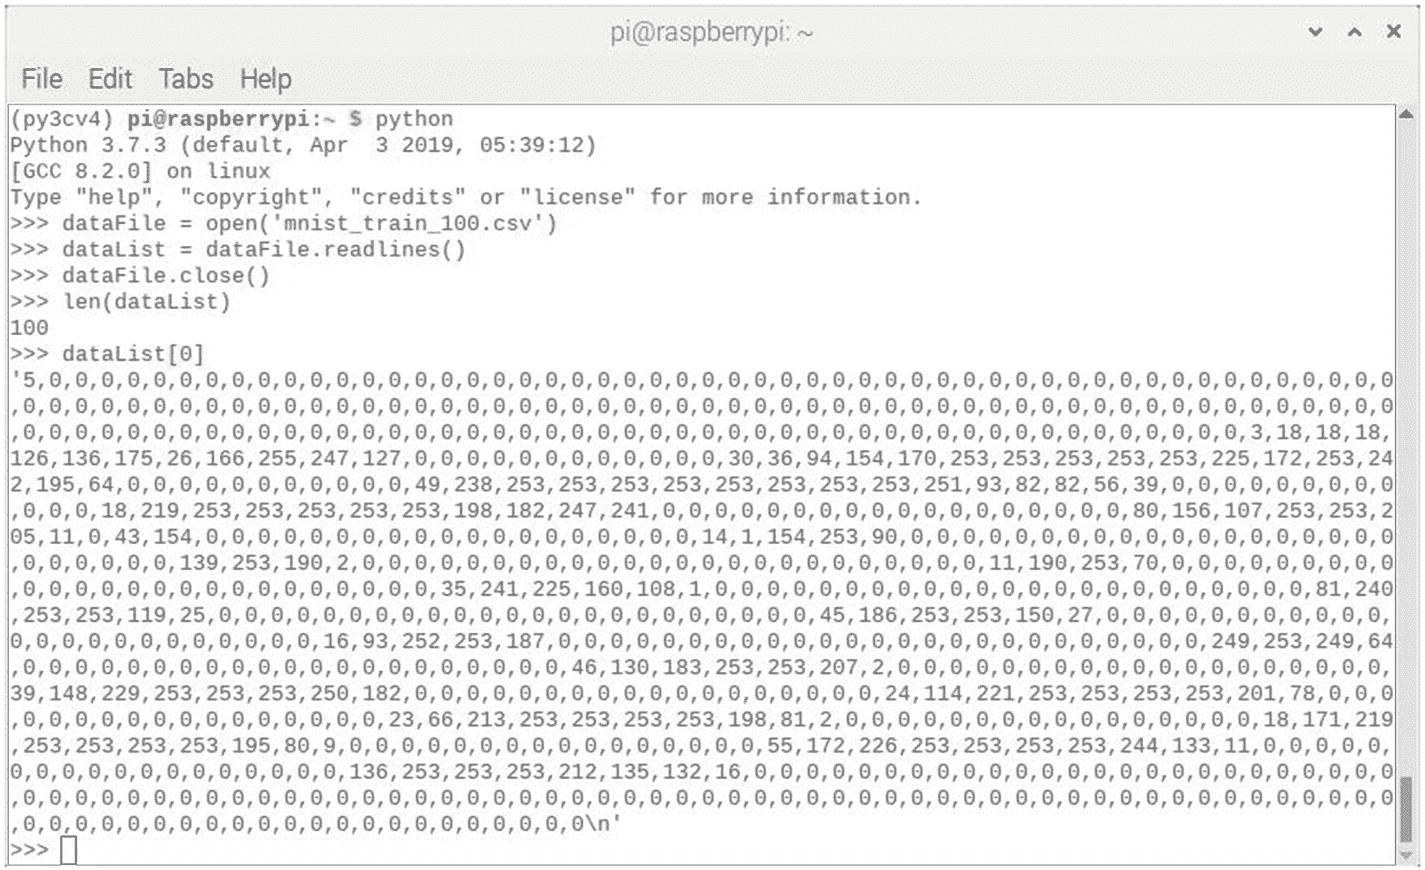 pi@raspberrypi: ~
File Edit Tabs Help
(py3cv4) pi@raspberrypi:~ $ python
Python 3.7.3 (default, Apr  3 2019, 05:39:12)
[GCC 8.2.0] on linux
Type "help", "copyright", "credits" or "license" for more information.
>>> dataFile = open('mnist_train_100.csv')
>>> dataList = dataFile.readlines()
>>> dataFile.close()
>>> len(dataList)
100
>>> dataList[0]
'5,0,0,0,0,0,0,0,0,0,0,0,0,0,0,0,0,0,0,0,0,0,0,0,0,0,0,0,0,0,0,0,0,0,0,0,0,0,0,0,0,0,0,0,0,0,0,0,0,0,0,0,0
,0,0,0,0,0,0,0,0,0,0,0,0,0,0,0,0,0,0,0,0,0,0,0,0,0,0,0,0,0,0,0,0,0,0,0,0,0,0,0,0,0,0,0,0,0,0,0,0,0,0,0,0,0
,0,0,0,0,0,0,0,0,0,0,0,0,0,0,0,0,0,0,0,0,0,0,0,0,0,0,0,0,0,0,0,0,0,0,0,0,0,0,0,0,0,0,0,0,0,0,0,3,18,18,18,
126,136,175,26,166,255,247,127,0,0,0,0,0,0,0,0,0,0,0,0,30,36,94,154,170,253,253,253,253,253,225,172,253,24
2,195,64,0,0,0,0,0,0,0,0,0,0,0,49,238,253,253,253,253,253,253,253,253,251,93,82,82,56,39,0,0,0,0,0,0,0,0,0
,0,0,0,18,219,253,253,253,253,253,198,182,247,241,0,0,0,0,0,0,0,0,0,0,0,0,0,0,0,0,0,0,80,156,107,253,253,2
05,11,0,43,154,0,0,0,0,0,0,0,0,0,0,0,0,0,0,0,0,0,0,0,14,1,154,253,90,0,0,0,0,0,0,0,0,0,0,0,0,0,0,0,0,0,0,0
,0,0,0,0,0,0,139,253,190,2,0,0,0,0,0,0,0,0,0,0,0,0,0,0,0,0,0,0,0,0,0,0,0,0,11,190,253,70,0,0,0,0,0,0,0,0,0
,0,0,0,0,0,0,0,0,0,0,0,0,0,0,0,0,35,241,225,160,108,1,0,0,0,0,0,0,0,0,0,0,0,0,0,0,0,0,0,0,0,0,0,0,0,81,240
,253,253,119,25,0,0,0,0,0,0,0,0,0,0,0,0,0,0,0,0,0,0,0,0,0,0,0,45,186,253,253,150,27,0,0,0,0,0,0,0,0,0,0,0,
0,0,0,0,0,0,0,0,0,0,0,0,16,93,252,253,187,0,0,0,0,0,0,0,0,0,0,0,0,0,0,0,0,0,0,0,0,0,0,0,0,0,249,253,249,64
,0,0,0,0,0,0,0,0,0,0,0,0,0,0,0,0,0,0,0,0,0,46,130,183,253,253,207,2,0,0,0,0,0,0,0,0,0,0,0,0,0,0,0,0,0,0,0,
39,148,229,253,253,253,250,182,0,0,0,0,0,0,0,0,0,0,0,0,0,0,0,0,0,0,24,114,221,253,253,253,253,201,78,0,0,0
,0,0,0,0,0,0,0,0,0,0,0,0,0,0,23,66,213,253,253,253,253,198,81,2,0,0,0,0,0,0,0,0,0,0,0,0,0,0,0,0,18,171,219
,253,253,253,253,195,80,9,0,0,0,0,0,0,0,0,0,0,0,0,0,0,0,0,55,172,226,253,253,253,253,244,133,11,0,0,0,0,0,
0,0,0,0,0,0,0,0,0,0,0,0,0,136,253,253,253,212,135,132,16,0,0,0,0,0,0,0,0,0,0,0,0,0,0,0,0,0,0,0,0,0,0,0,0,0
,0,0,0,0,0,0,0,0,0,0,0,0,0,0,0,0,0,0,0,0,0,0,0,0,0,0,0,0,0,0,0,0,0,0,0,0,0,0,0,0,0,0,0,0,0,0,0,0,0,0,0,0,0
,0,0,0,0,0,0,0,0,0,0,0,0,0,0,0,0,0,0,0,0,0,0\n'
>>>